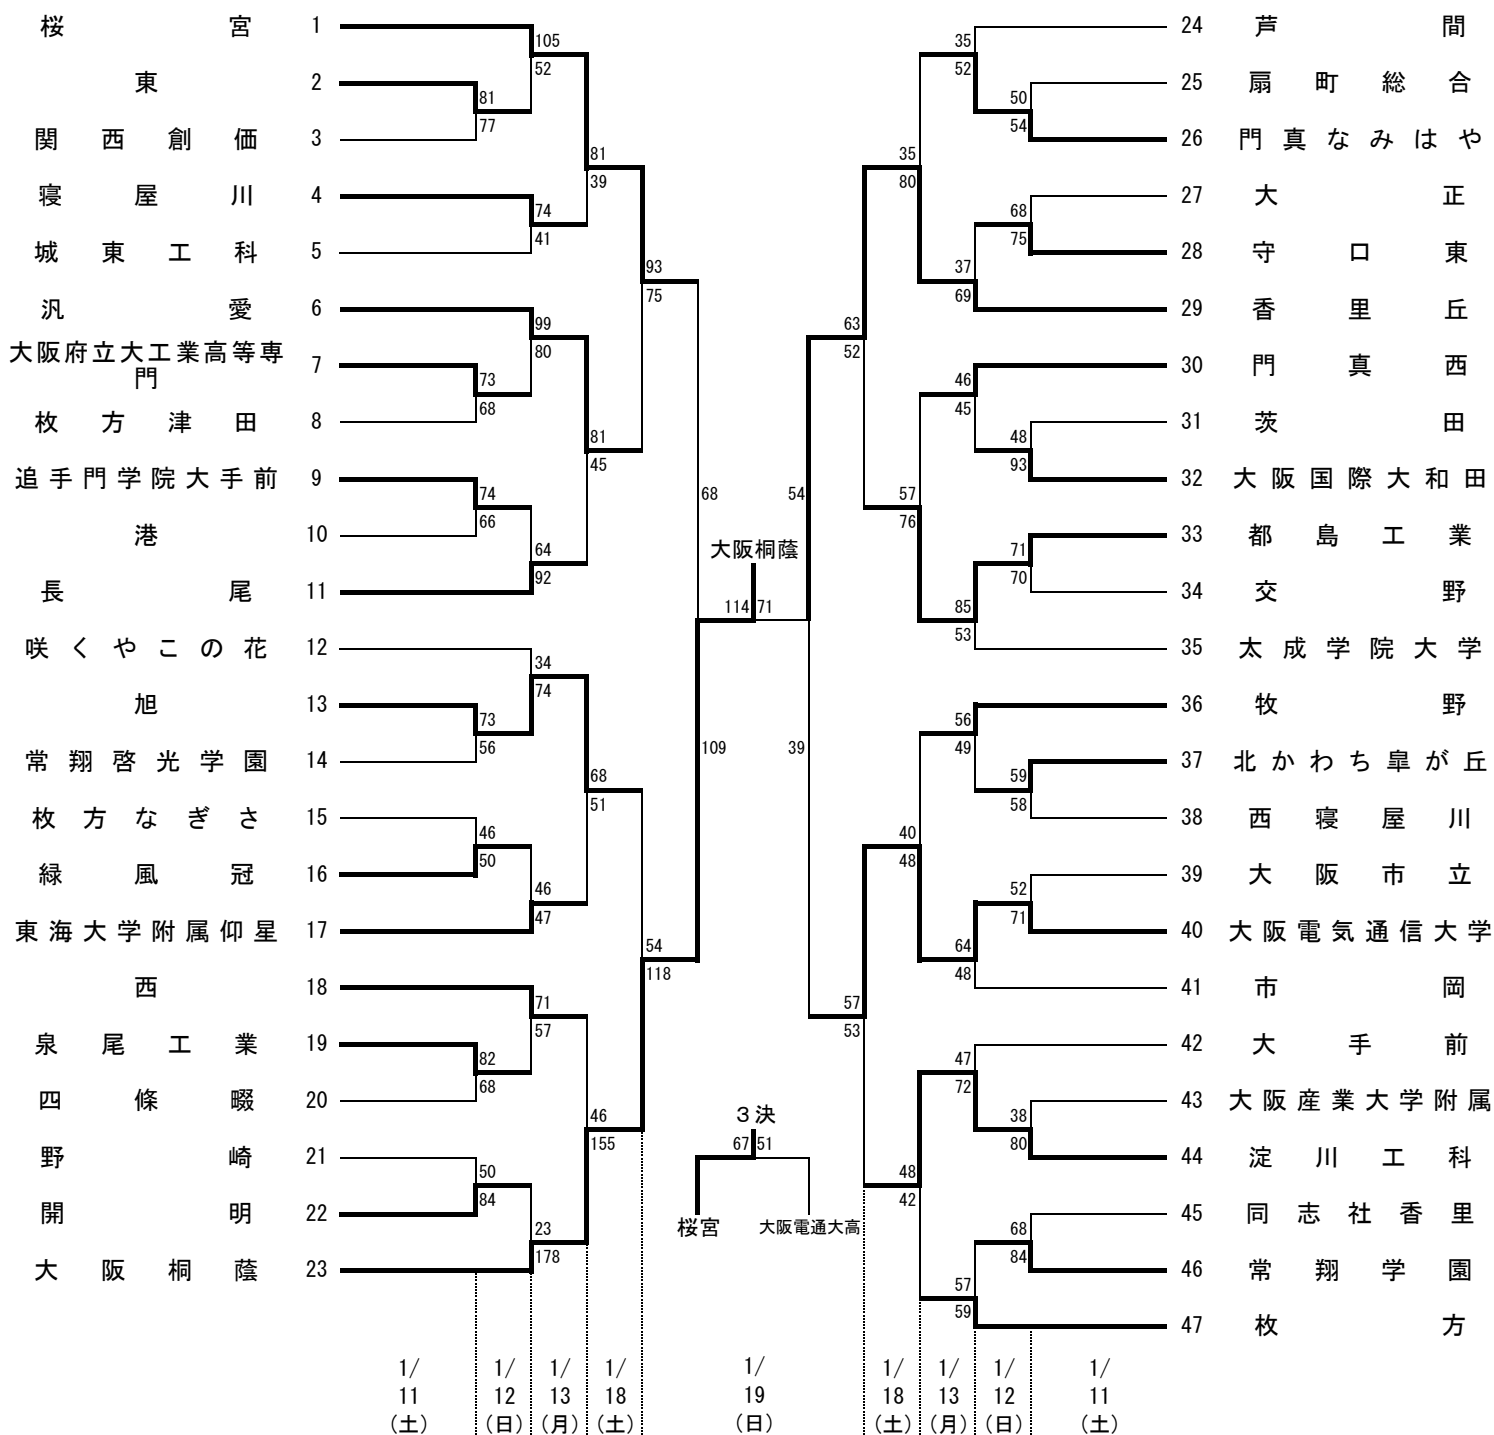 桜宮 1
東 2
関西創価 3
寝屋川 4
城東工科 5
汎愛 6
大阪府立大工業高等専
門 7
枚方津田 8
追手門学院大手前 9
港 10
長尾 11
咲くやこの花 12
旭 13
常翔啓光学園 14
枚方なぎさ 15
緑風冠 16
東海大学附属仰星 17
西 18
泉尾工業 19
四條畷 20
野崎 21
開明 22
大阪桐蔭 23
81
77
73
68
74
66
73
56
46
50
82
68
50
84
105
52
74
41
99
80
64
92
34
74
46
47
71
57
23
178
81
39
81
45
68
51
46
155
93
75
54
118
68
109
大阪桐蔭
114 71
54
39
3決
67 51
桜宮
大阪電通大高
63
52
57
53
35
80
57
76
40
48
48
42
35
52
37
69
46
45
85
53
56
49
64
48
47
72
57
59
50
54
68
75
48
93
71
70
59
58
52
71
38
80
68
84
24 芦間
25 扇町総合
26 門真なみはや
27 大正
28 守口東
29 香里丘
30 門真西
31 茨田
32 大阪国際大和田
33 都島工業
34 交野
35 太成学院大学
36 牧野
37 北かわち皐が丘
38 西寝屋川
39 大阪市立
40 大阪電気通信大学
41 市岡
42 大手前
43 大阪産業大学附属
44 淀川工科
45 同志社香里
46 常翔学園
47 枚方
1/ 1/ 1/ 1/ 1/ 1/ 1/ 1/ 1/
11 12 13 18 19 18 13 12 11
(土) (日) (月) (土) (日) (土) (月) (日) (土)